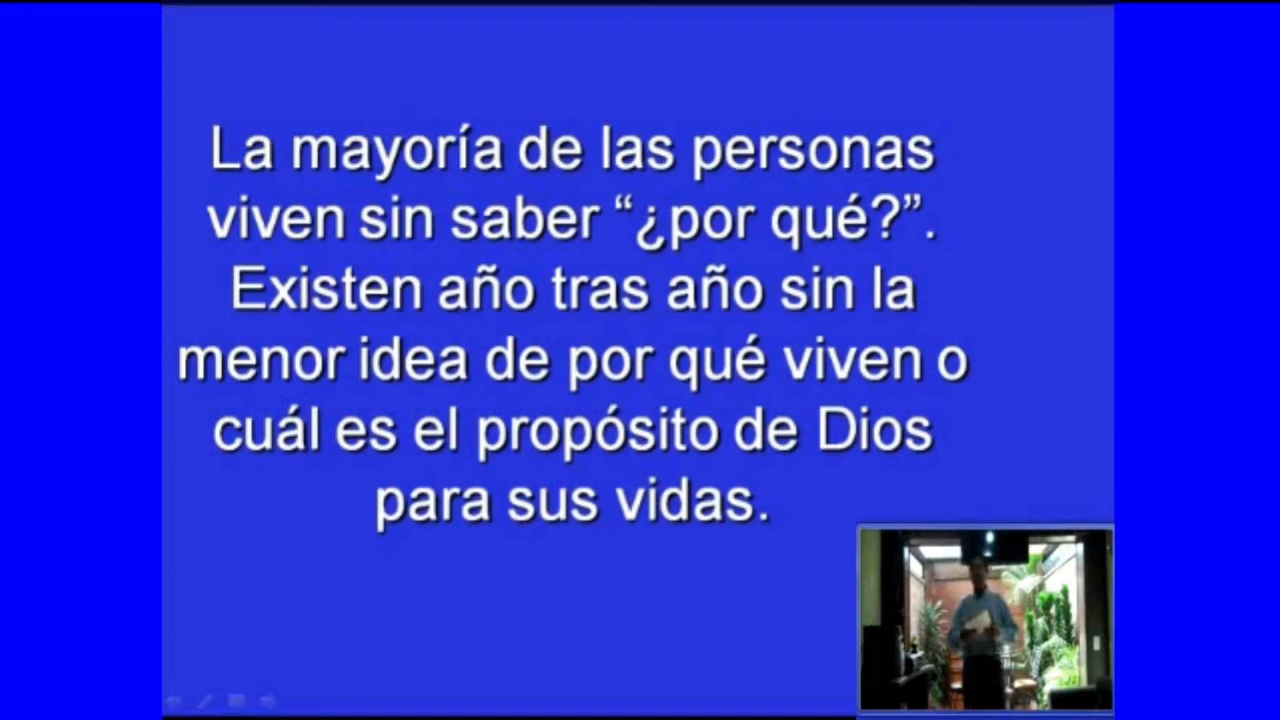 La mayoría de las personas
viven sin saber “¿por qué?”.
Existen año tras año sin la
menor idea de por qué viven o
cuál es el propósito de Dios
para sus vidas.